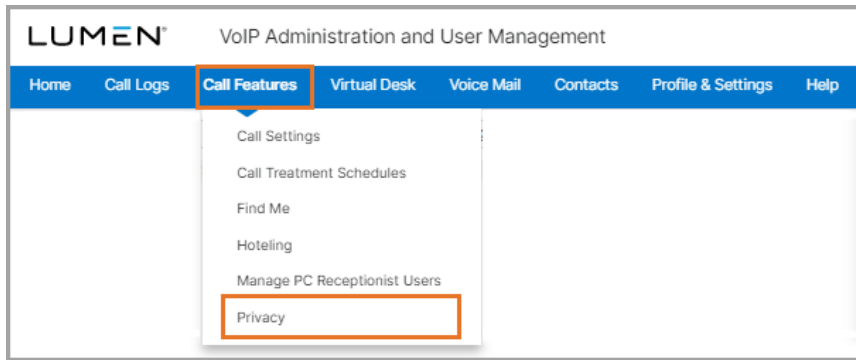 LUMEN® VoIP Administration and User Management
Home Call Logs Call Features Virtual Desk Voice Mail Contacts Profile & Settings Help
Call Settings
Call Treatment Schedules
Find Me
Hoteling
Manage PC Receptionist Users
Privacy